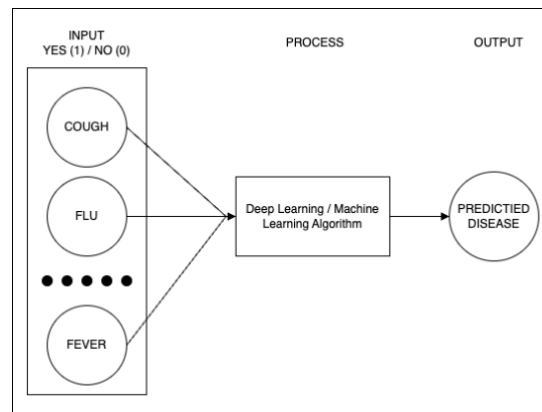 INPUT
YES (1) / NO (0)
PROCESS
OUTPUT
COUGH
FLU
FEVER
Deep Learning / Machine
Learning Algorithm
PREDICTIED
DISEASE